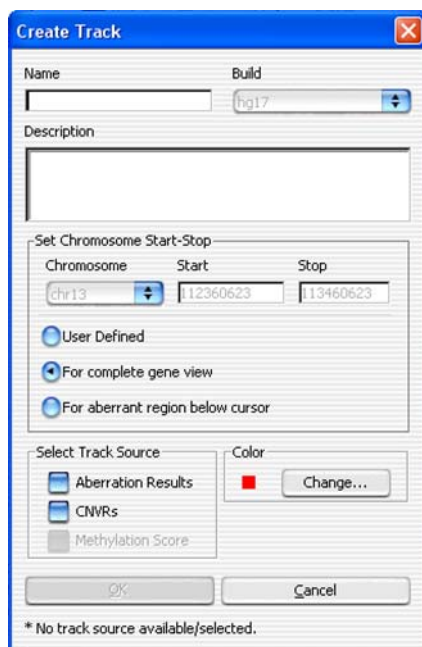 Create Track
Name Build
hg17
Description
Set Chromosome Start-Stop
Chromosome Start Stop
chr13 112360623 113460623
User Defined
For complete gene view
For aberrant region below cursor
Select Track Source Color
Aberration Results Change...
CNVRs
Methylation Score
OK Cancel
* No track source available/selected.